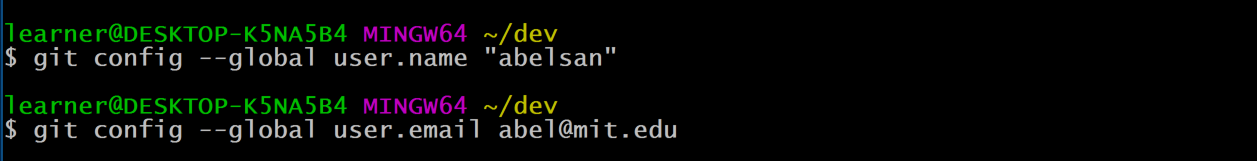 learner@DESKTOP-K5NA5B4 MINGW64 ~/dev
$ git config --global user.name "abelsan"
learner@DESKTOP-K5NA5B4 MINGW64 ~/dev
$ git config --global user.email abel@mit.edu